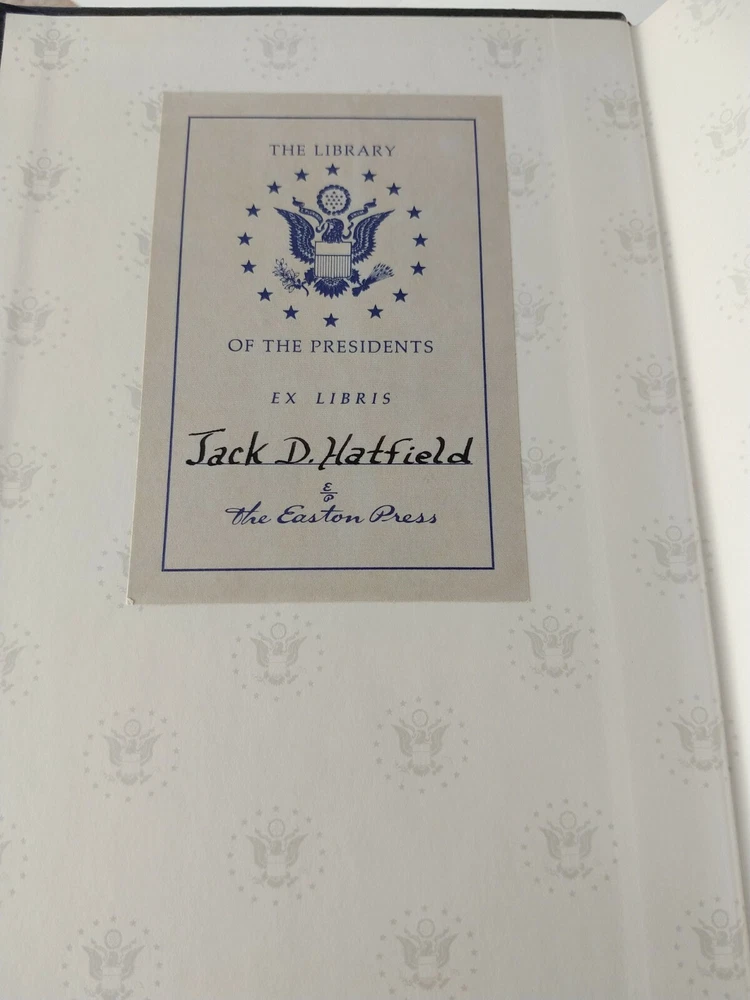 THE LIBRARY
OF THE PRESIDENTS
EX LIBRIS
Jack D. Hatfield
E
P
The Easton Press